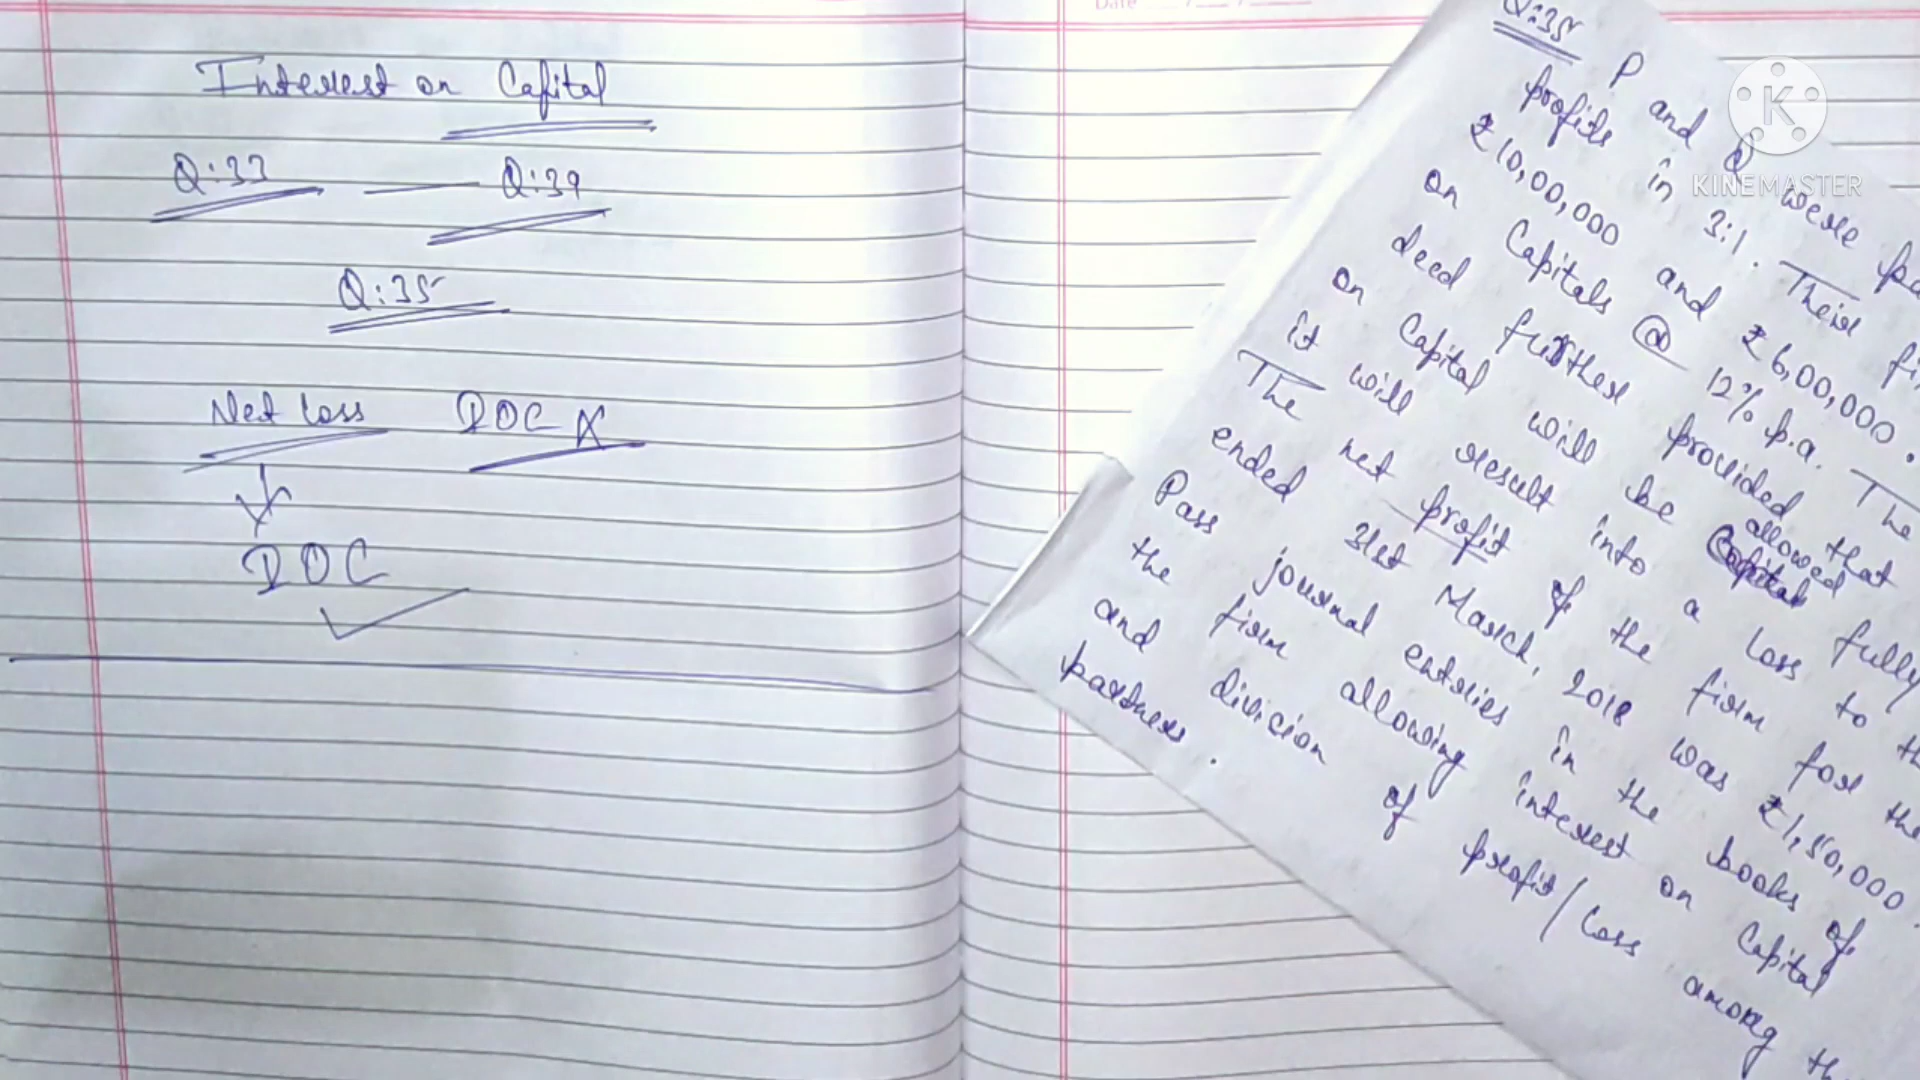 Interest on Capital
Q:33 — Q:39
Q:35
Net loss IOC X
IOC
Date
Q:35 P and Q were
profits in 3:1. Their
₹10,00,000 and ₹6,00,000.
on Capitals @ 12% p.a. The
deed further provided that
on Capital will be allowed fully
it will result into a loss to
The net profit of the firm for the
ended 31st March, 2018 was ₹1,50,000.
Pass journal entries in the books of
the firm allowing interest on Capital
and division of profit/loss among
partners.
KINEMASTER